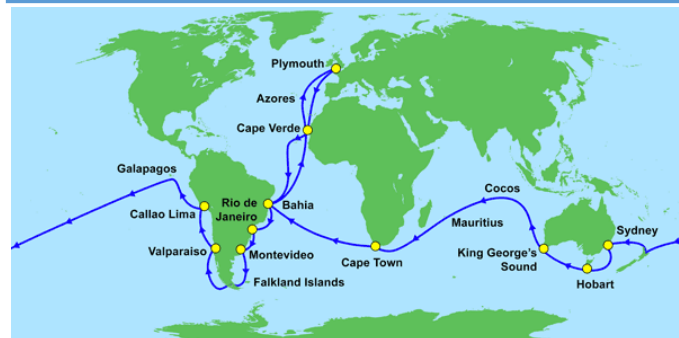 Plymouth
Azores
Cape Verde
Galapagos
Callao Lima
Rio de
Janeiro
Bahia
Cocos
Mauritius
Sydney
Valparaiso
Montevideo
Cape Town
King George's
Sound
Falkland Islands
Hobart